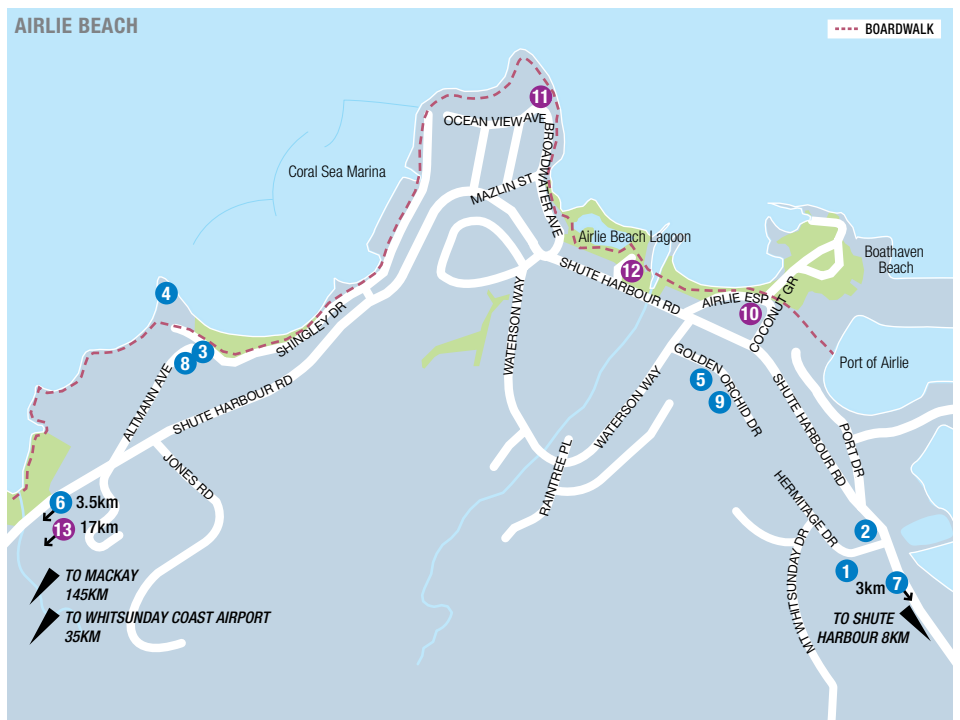 AIRLIE BEACH
BOARDWALK
11
OCEAN VIEW AVE
BROADWATER AVE
Coral Sea Marina
MAZLIN ST
Airlie Beach Lagoon
Boathaven
Beach
12
SHUTE HARBOUR RD
4
AIRLIE ESP
10
COCONUT GR
WATERSON WAY
SHINGLEY DR
3
8
Port of Airlie
GOLDEN ORCHID DR
5
9
ALTMANN AVE
SHUTE HARBOUR RD
WATERSON WAY
SHUTE HARBOUR RD
PORT DR
RAINTREE PL
JONES RD
6 3.5km
13 17km
HERMITAGE DR
2
MT WHITSUNDAY DR
1
3km 7
TO MACKAY
145KM
TO WHITSUNDAY COAST AIRPORT
35KM
TO SHUTE
HARBOUR 8KM